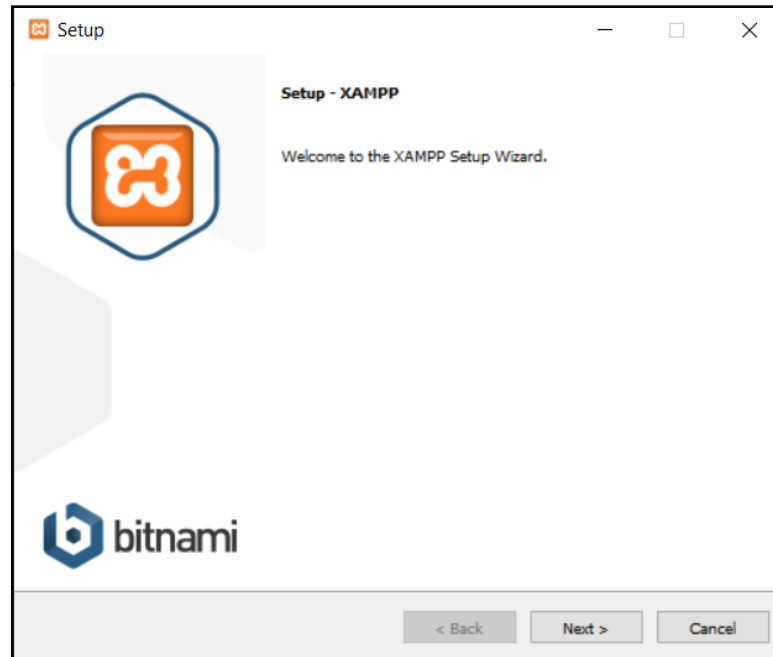 Setup
Setup - XAMPP
Welcome to the XAMPP Setup Wizard.
bitnami
< Back Next > Cancel